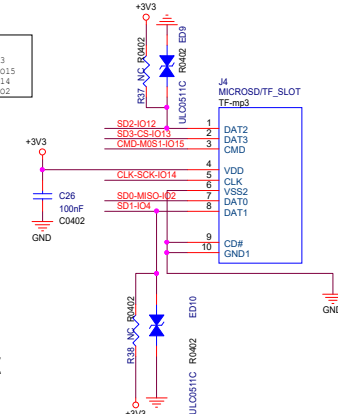 +3V3
3
IO15
14
IO2
R37 NC R0402
ULC0511C R0402 ED9
J4
MICROSD/TF_SLOT
TF-mp3
SD2-IO12 1 DAT2
SD3-CS-IO13 2 DAT3
CMD-M0S1-IO15 3 CMD
+3V3
4 VDD
CLK-SCK-IO14 5 CLK
6 VSS2
SD0-MISO-IO2 7 DAT0
SD1-IO4 8 DAT1
C26
100nF
C0402
GND
9 CD#
10 GND1
GND
R38 NC R0402
ULC0511C R0402 ED10
+3V3